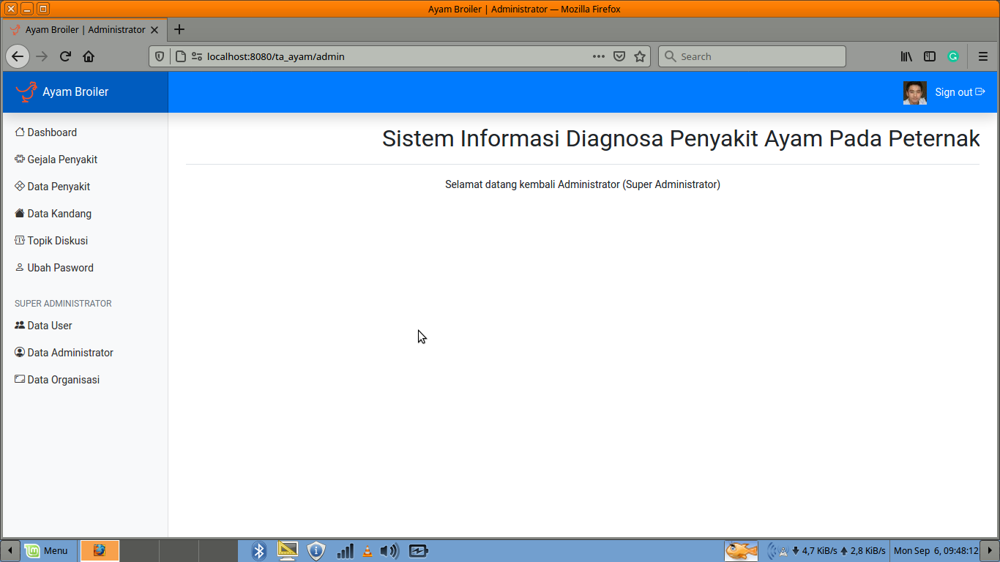 Ayam Broiler | Administrator — Mozilla Firefox
Ayam Broiler | Administrator
localhost:8080/ta_ayam/admin
Search
Ayam Broiler
Sign out
Dashboard
Gejala Penyakit
Data Penyakit
Data Kandang
Topik Diskusi
Ubah Pasword
SUPER ADMINISTRATOR
Data User
Data Administrator
Data Organisasi
Sistem Informasi Diagnosa Penyakit Ayam Pada Peternak
Selamat datang kembali Administrator (Super Administrator)
Menu
4,7 KiB/s 2,8 KiB/s
Mon Sep 6, 09:48:12